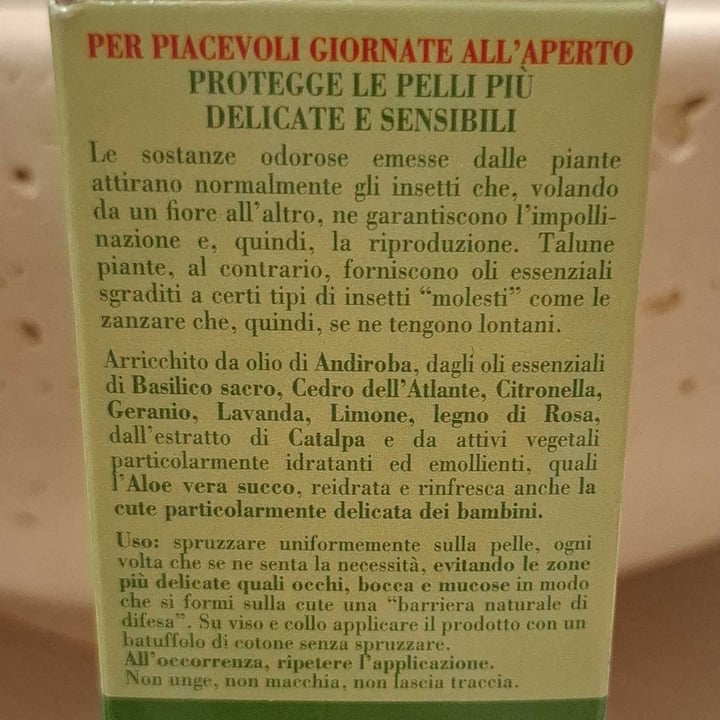 PER PIACEVOLI GIORNATE ALL'APERTO
PROTEGGE LE PELLI PIÙ
DELICATE E SENSIBILI
Le sostanze odorose emesse dalle piante
attirano normalmente gli insetti che, volando
da un fiore all'altro, ne garantiscono l'impolli-
nazione e, quindi, la riproduzione. Talune
piante, al contrario, forniscono oli essenziali
sgraditi a certi tipi di insetti “molesti” come le
zanzare che, quindi, se ne tengono lontani.
Arricchito da olio di Andiroba, dagli oli essenziali
di Basilico sacro, Cedro dell'Atlante, Citronella,
Geranio, Lavanda, Limone, legno di Rosa,
dall'estratto di Catalpa e da attivi vegetali
particolarmente idratanti ed emollienti, quali
l'Aloe vera succo, reidrata e rinfresca anche la
cute particolarmente delicata dei bambini.
Uso: spruzzare uniformemente sulla pelle, ogni
volta che se ne senta la necessità, evitando le zone
più delicate quali occhi, bocca e mucose in modo
che si formi sulla cute una “barriera naturale di
difesa”. Su viso e collo applicare il prodotto con un
batuffolo di cotone senza spruzzare.
All'occorrenza, ripetere l'applicazione.
Non unge, non macchia, non lascia traccia.